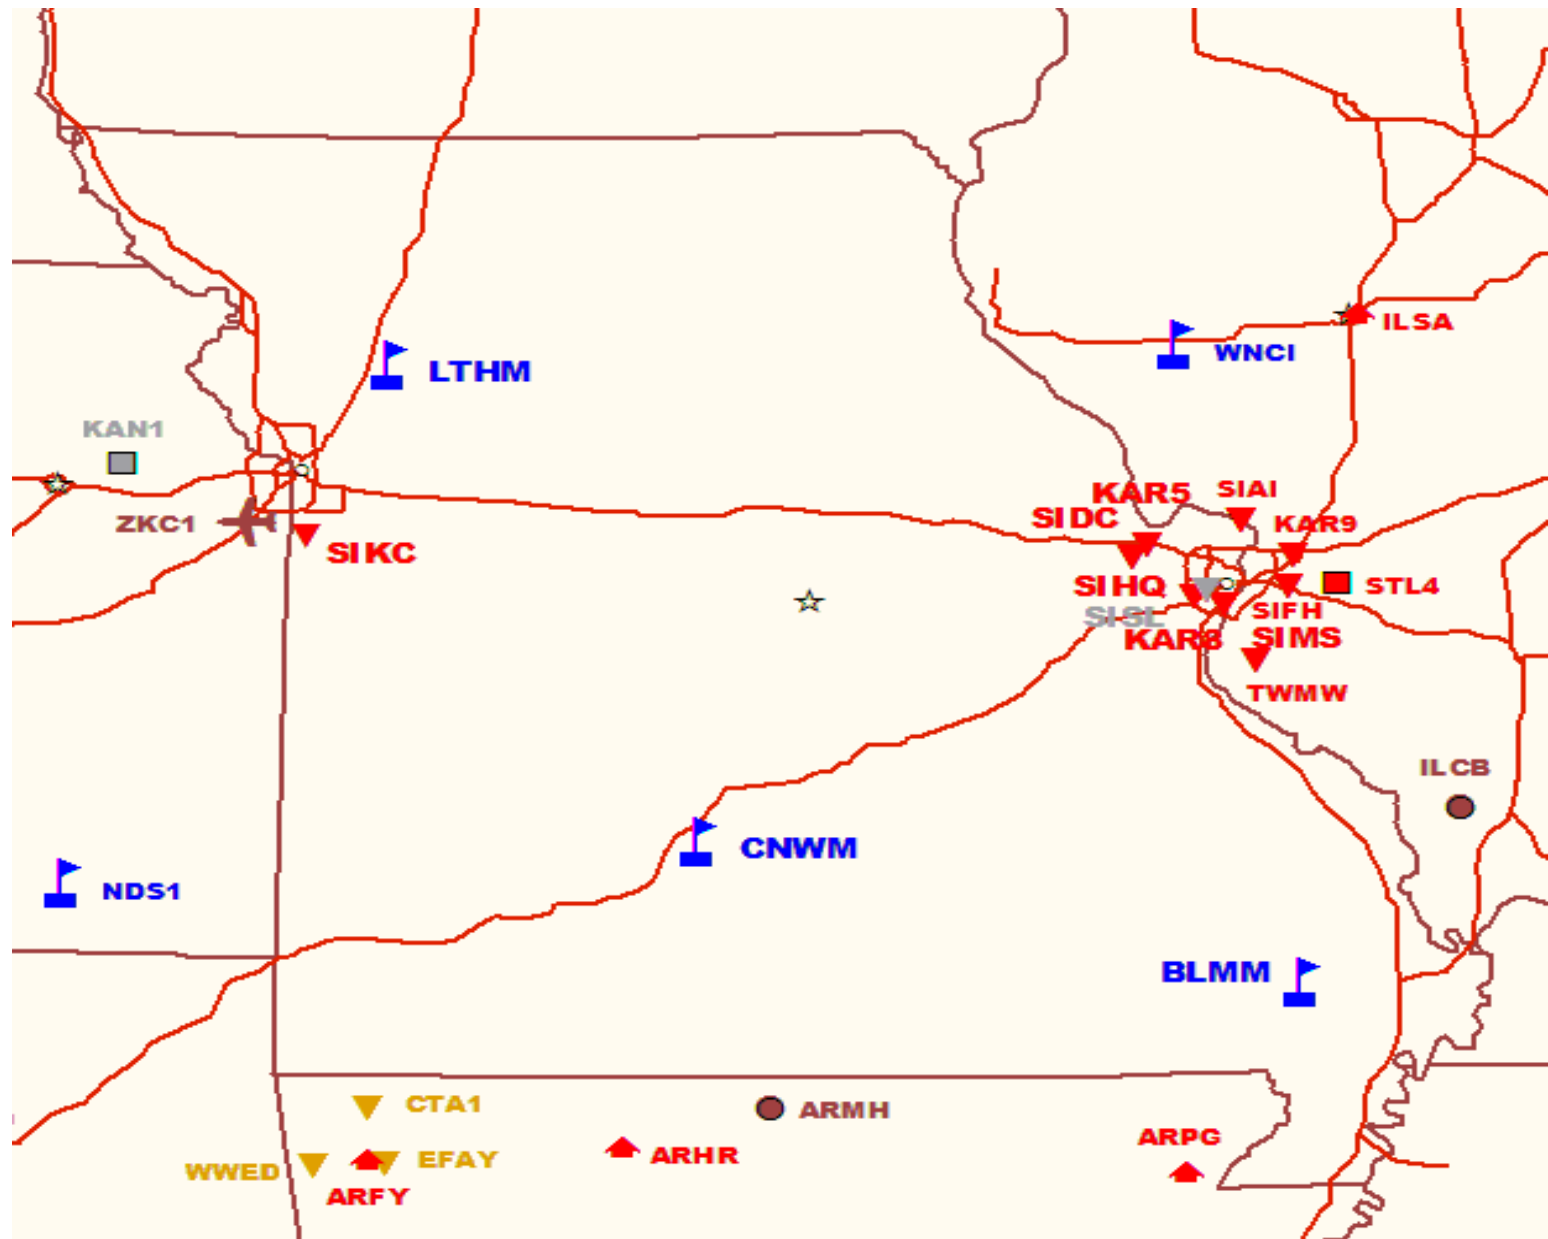 ILSA
WNCI
LTHM
KAN1
KAR5
SIAI
SIDC
ZKC1
KAR9
SIKC
SIHQ
STL4
SISL
SIFH
KAR8
SIMS
TWMW
ILCB
CNWM
NDS1
BLMM
CTA1
ARMH
ARPG
ARHR
EFAY
WWED
ARFY